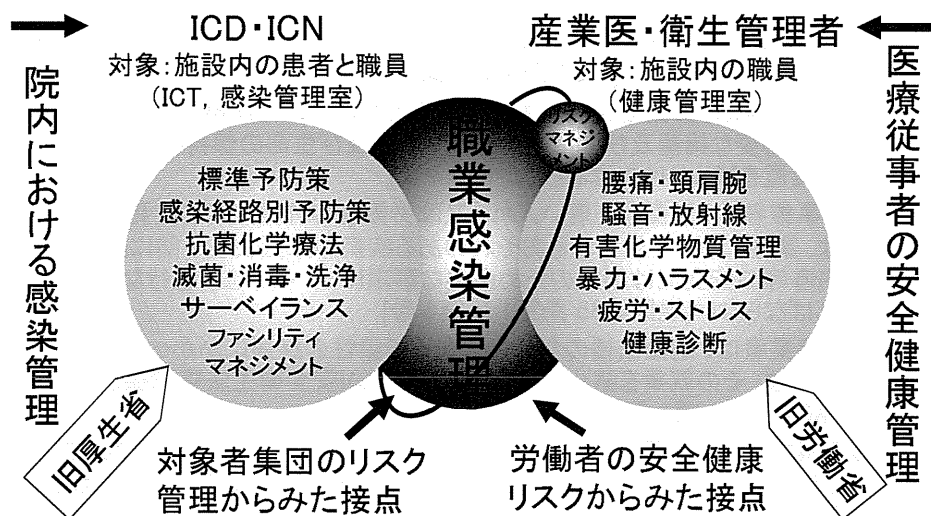 院内における感染管理
ICD・ICN
対象：施設内の患者と職員
（ICT，感染管理室）
標準予防策
感染経路別予防策
抗菌化学療法
滅菌・消毒・洗浄
サーベイランス
ファシリティ
マネジメント
旧厚生省
職業感染管理
リスク
マネジ
メント
対象者集団のリスク
管理からみた接点
産業医・衛生管理者
対象：施設内の職員
（健康管理室）
腰痛・頸肩腕
騒音・放射線
有害化学物質管理
暴力・ハラスメント
疲労・ストレス
健康診断
旧労働省
労働者の安全健康
リスクからみた接点
医療従事者の安全健康管理